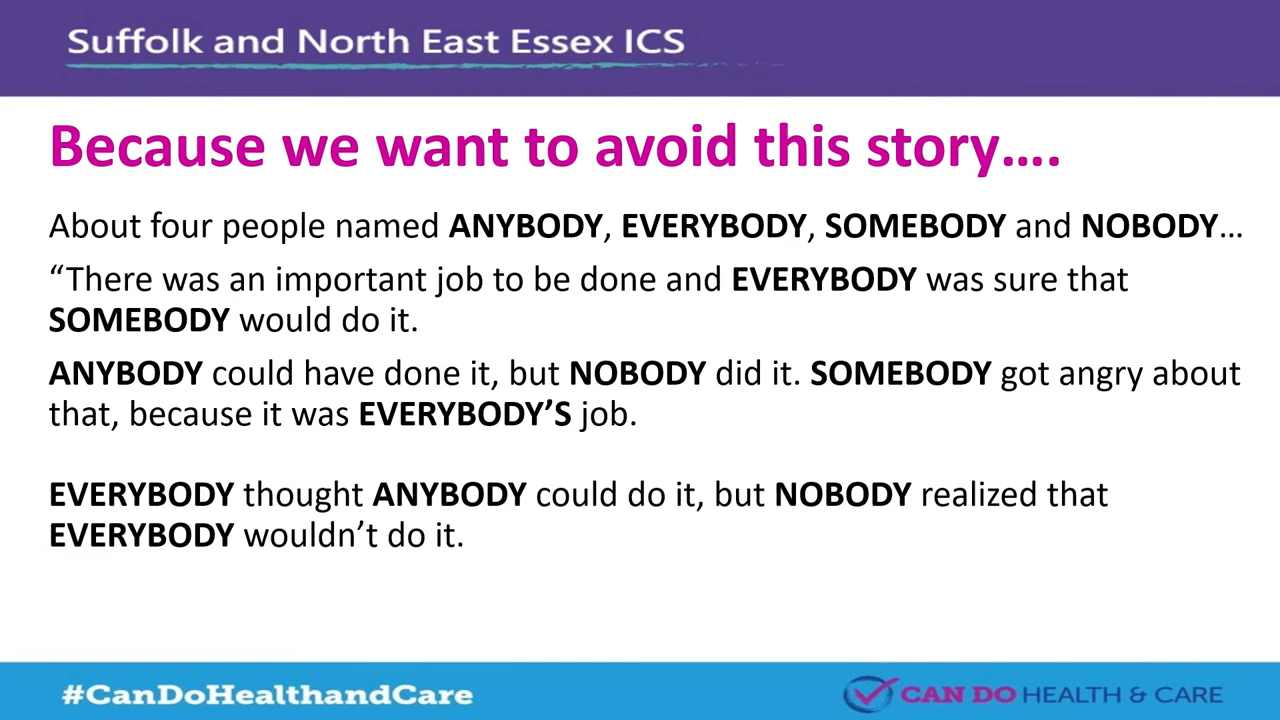 Suffolk and North East Essex ICS
Because we want to avoid this story....
About four people named ANYBODY, EVERYBODY, SOMEBODY and NOBODY...
“There was an important job to be done and EVERYBODY was sure that
SOMEBODY would do it.
ANYBODY could have done it, but NOBODY did it. SOMEBODY got angry about
that, because it was EVERYBODY’S job.
EVERYBODY thought ANYBODY could do it, but NOBODY realized that
EVERYBODY wouldn’t do it.
#CanDoHealthandCare
CAN DO HEALTH & CARE